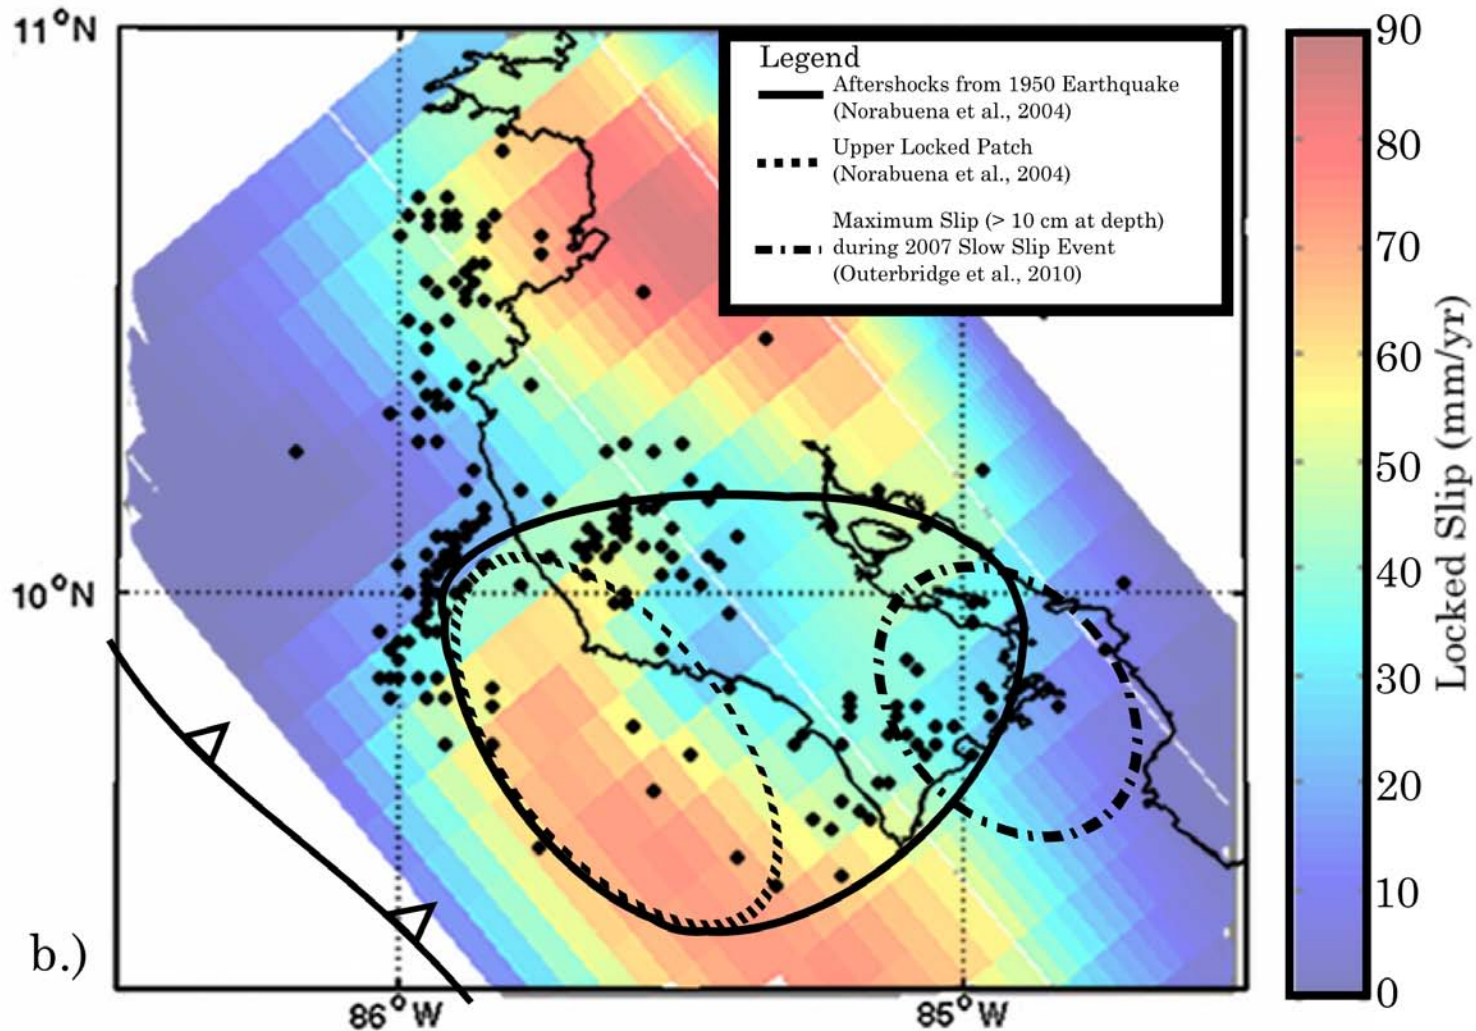 11°N
10°N
86°W
85°W
b.)
Legend
Aftershocks from 1950 Earthquake
(Norabuena et al., 2004)
Upper Locked Patch
(Norabuena et al., 2004)
Maximum Slip (> 10 cm at depth)
during 2007 Slow Slip Event
(Outerbridge et al., 2010)
90
80
70
60
50
40
30
20
10
0
Locked Slip (mm/yr)